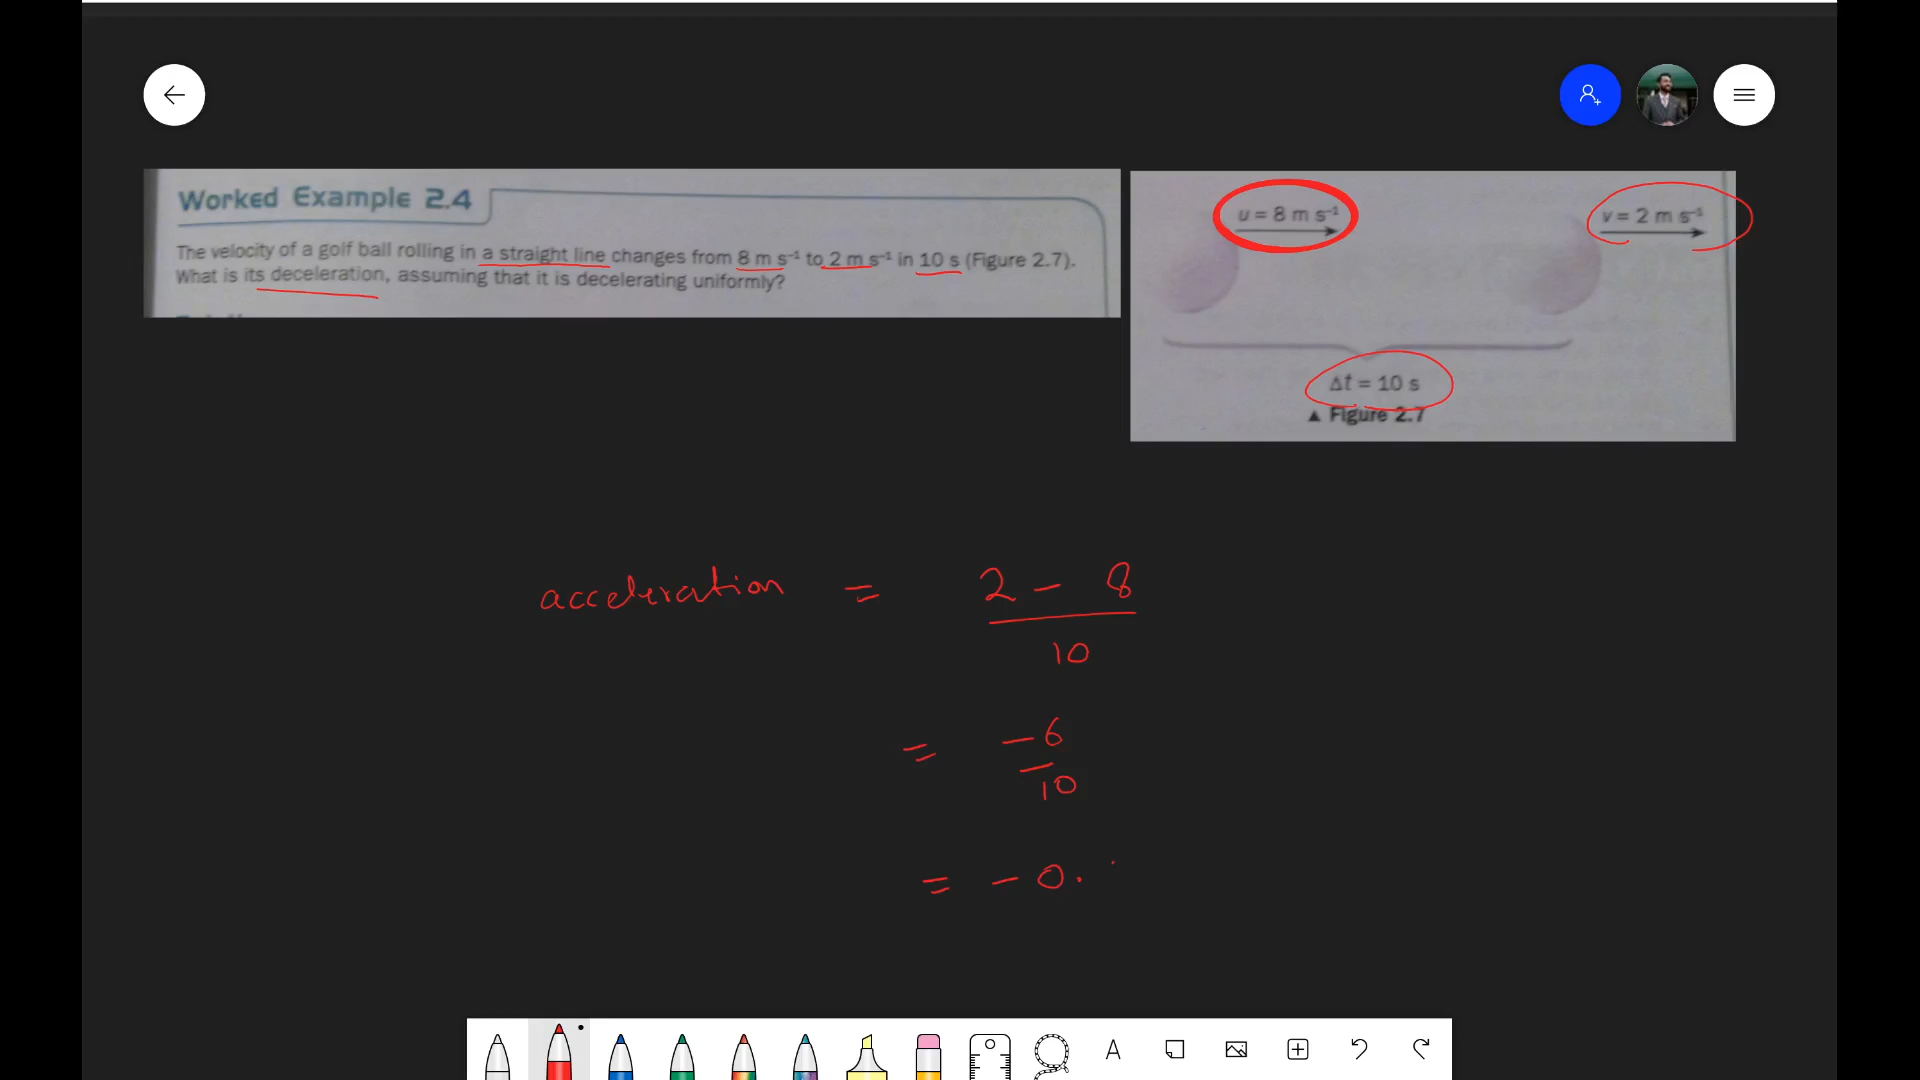 Worked Example 2.4
The velocity of a golf ball rolling in a straight line changes from 8 m s⁻¹ to 2 m s⁻¹ in 10 s (Figure 2.7).
What is its deceleration, assuming that it is decelerating uniformly?
u = 8 m s⁻¹
v = 2 m s⁻¹
Δt = 10 s
▲ Figure 2.7
acceleration = 2 - 8
10
= -6
10
= -0.
A